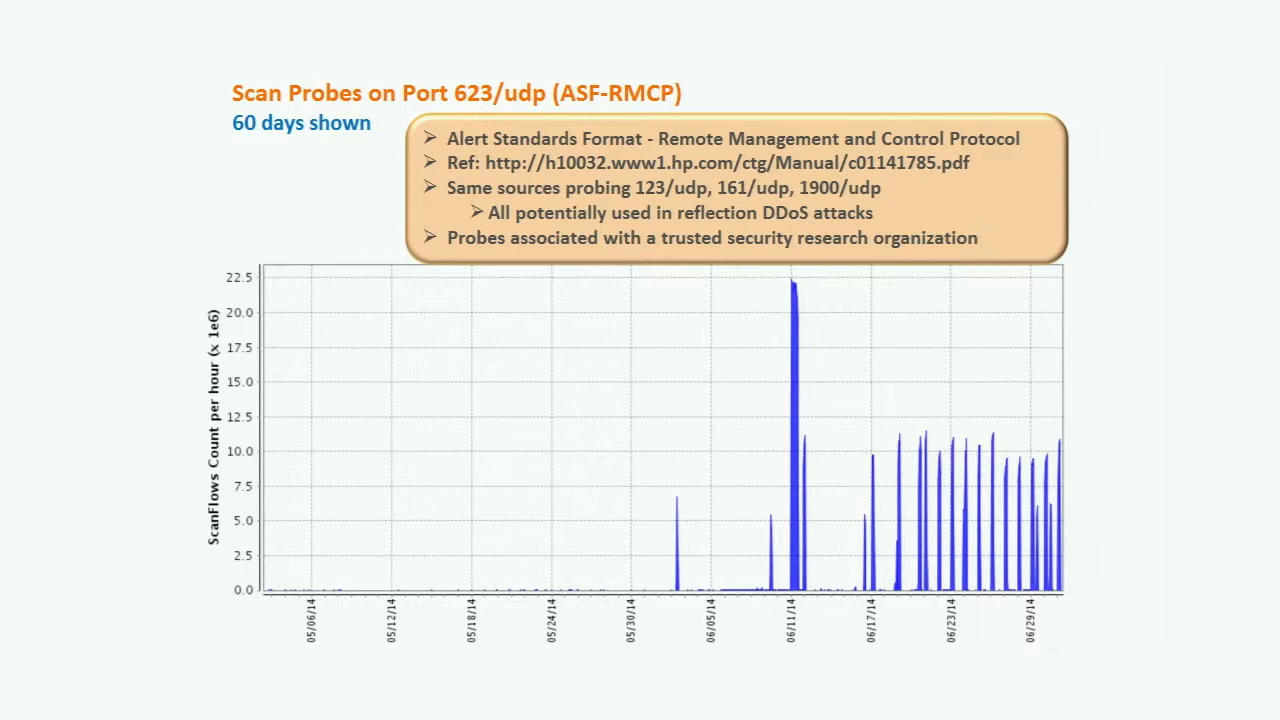 Scan Probes on Port 623/udp (ASF-RMCP)
60 days shown
➢ Alert Standards Format - Remote Management and Control Protocol
➢ Ref: http://h10032.www1.hp.com/ctg/Manual/c01141785.pdf
➢ Same sources probing 123/udp, 161/udp, 1900/udp
➢ All potentially used in reflection DDoS attacks
➢ Probes associated with a trusted security research organization
ScanFlows Count per hour (x 1e6)
22.5
20.0
17.5
15.0
12.5
10.0
7.5
5.0
2.5
0.0
05/06/14
05/12/14
05/18/14
05/24/14
05/30/14
06/05/14
06/11/14
06/17/14
06/23/14
06/29/14